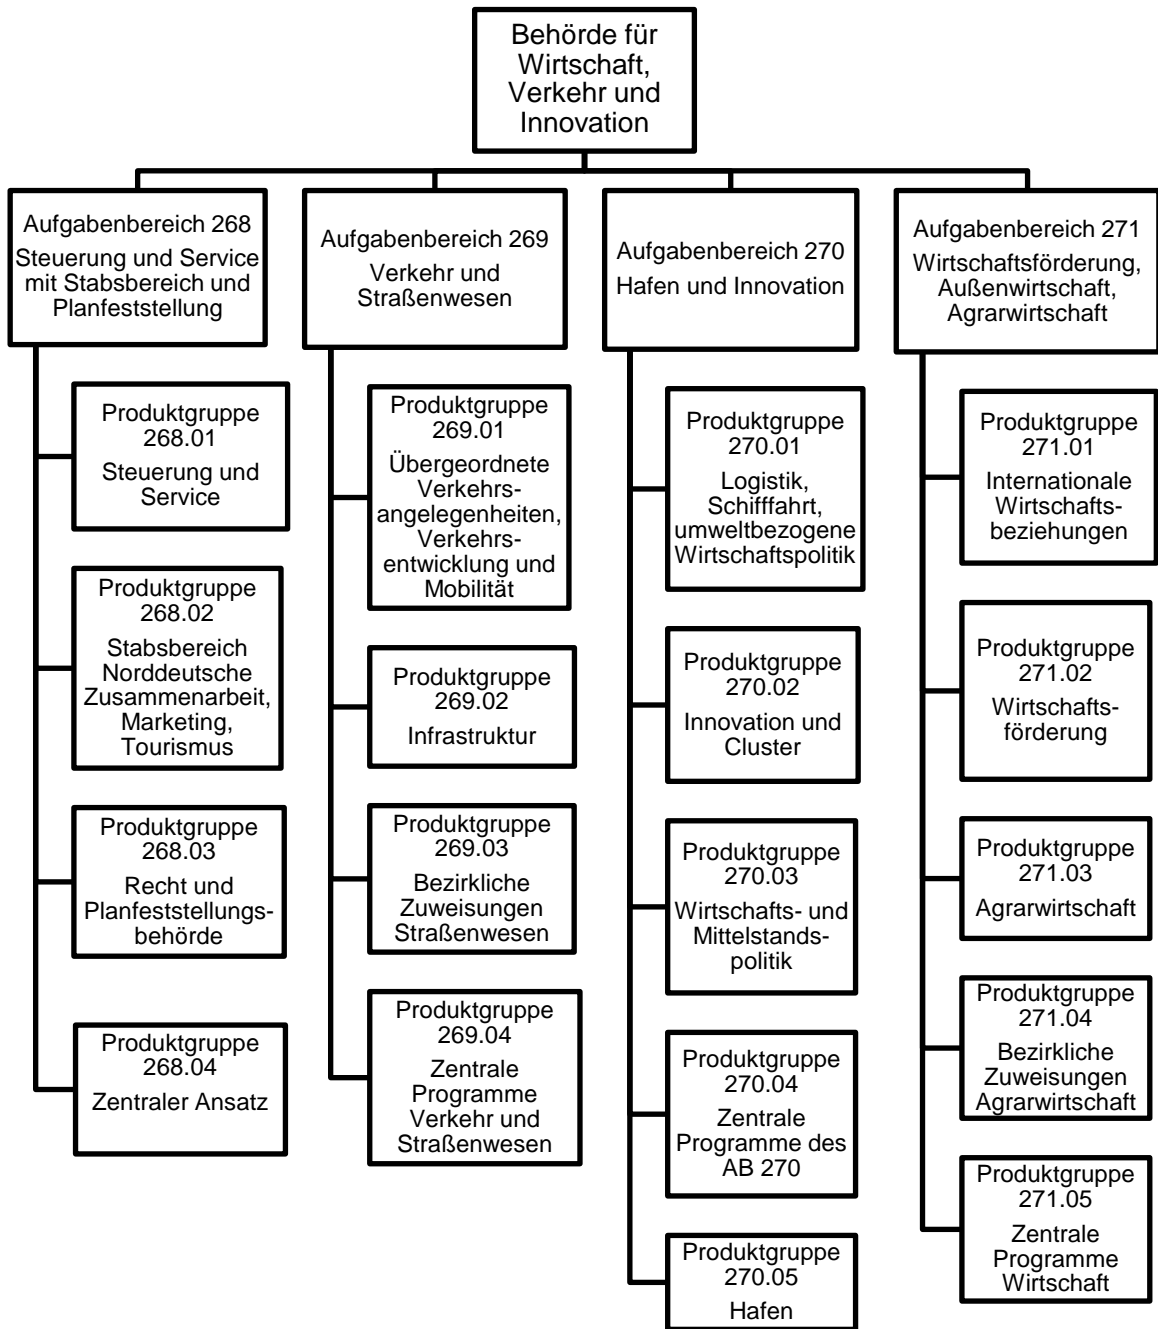 Behörde für
Wirtschaft,
Verkehr und
Innovation
Aufgabenbereich 268
Steuerung und Service
mit Stabsbereich und
Planfeststellung
Aufgabenbereich 269
Verkehr und
Straßenwesen
Aufgabenbereich 270
Hafen und Innovation
Aufgabenbereich 271
Wirtschaftsförderung,
Außenwirtschaft,
Agrarwirtschaft
Produktgruppe
268.01
Steuerung und
Service
Produktgruppe
268.02
Stabsbereich
Norddeutsche
Zusammenarbeit,
Marketing,
Tourismus
Produktgruppe
268.03
Recht und
Planfeststellungs-
behörde
Produktgruppe
268.04
Zentraler Ansatz
Produktgruppe
269.01
Übergeordnete
Verkehrs-
angelegenheiten,
Verkehrs-
entwicklung und
Mobilität
Produktgruppe
269.02
Infrastruktur
Produktgruppe
269.03
Bezirkliche
Zuweisungen
Straßenwesen
Produktgruppe
269.04
Zentrale
Programme
Verkehr und
Straßenwesen
Produktgruppe
270.01
Logistik,
Schifffahrt,
umweltbezogene
Wirtschaftspolitik
Produktgruppe
270.02
Innovation und
Cluster
Produktgruppe
270.03
Wirtschafts- und
Mittelstands-
politik
Produktgruppe
270.04
Zentrale
Programme des
AB 270
Produktgruppe
270.05
Hafen
Produktgruppe
271.01
Internationale
Wirtschafts-
beziehungen
Produktgruppe
271.02
Wirtschafts-
förderung
Produktgruppe
271.03
Agrarwirtschaft
Produktgruppe
271.04
Bezirkliche
Zuweisungen
Agrarwirtschaft
Produktgruppe
271.05
Zentrale
Programme
Wirtschaft